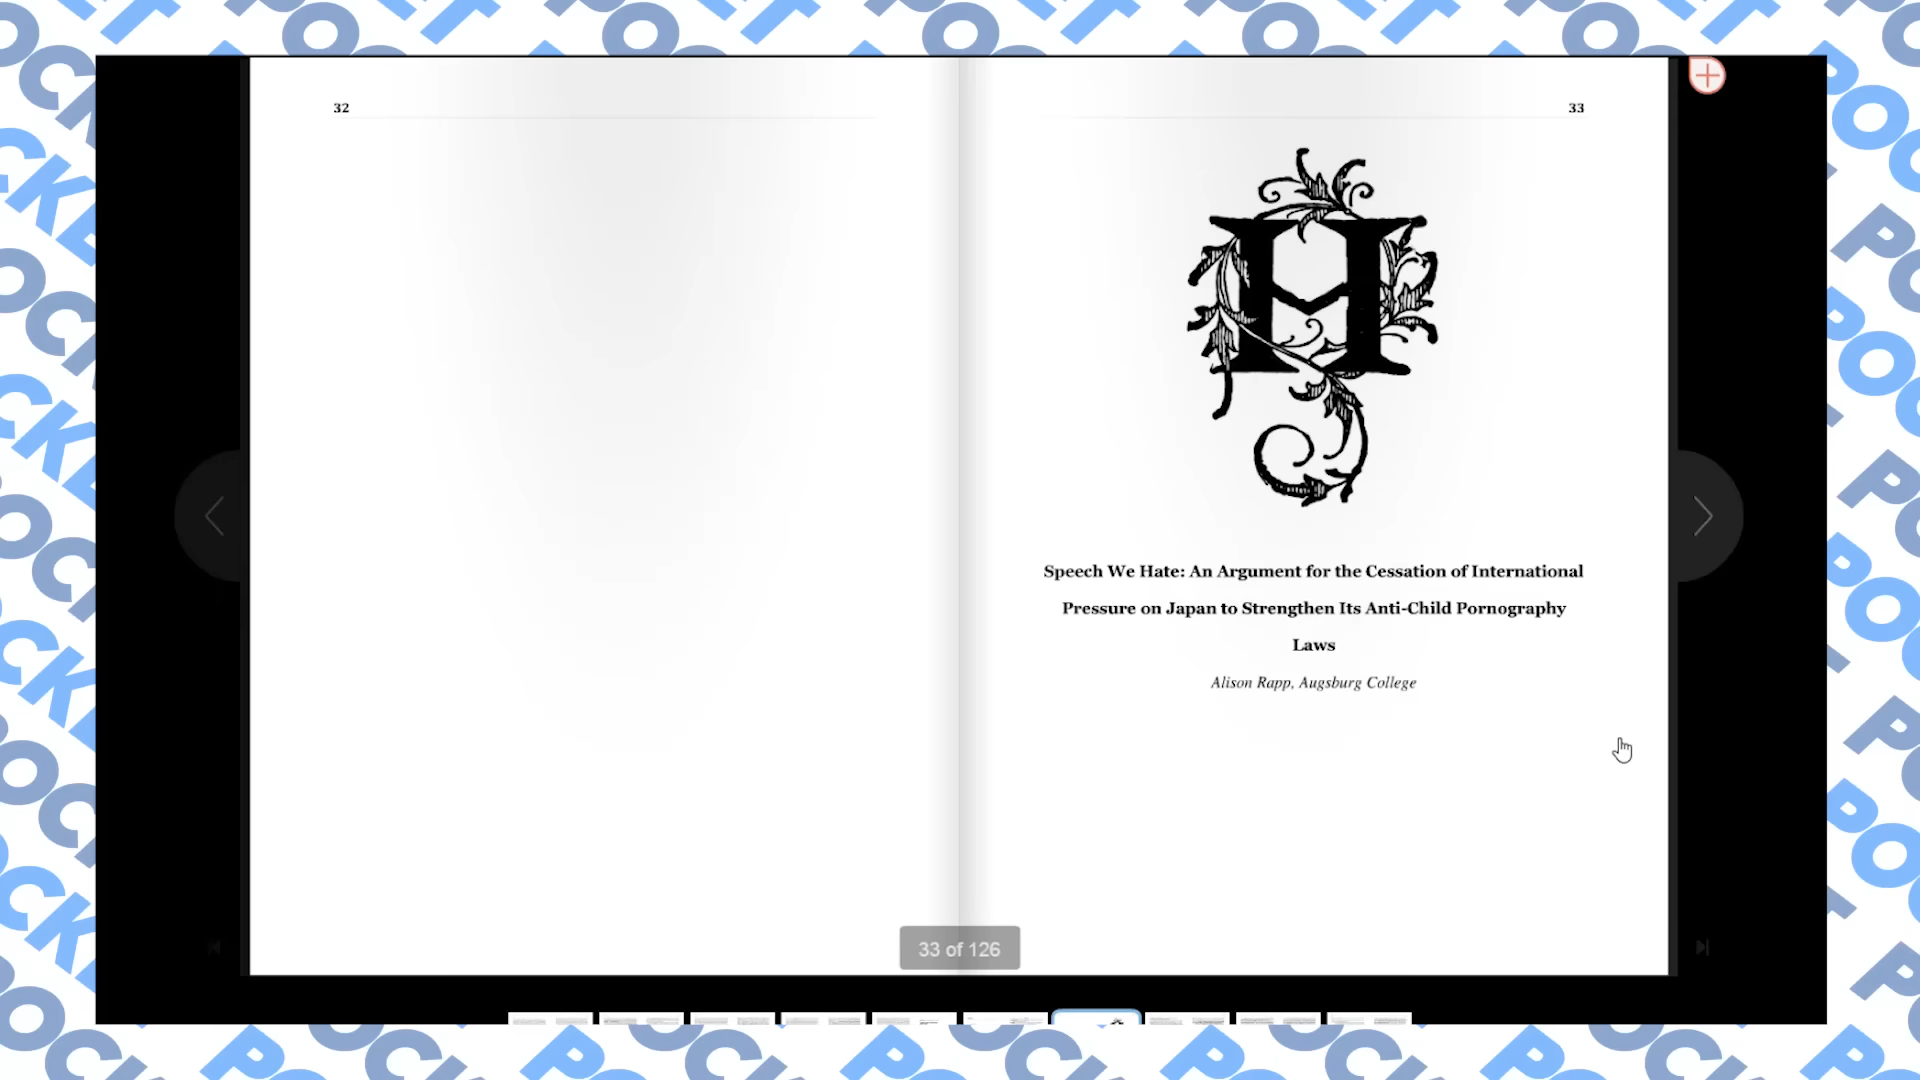 32
33
H
Speech We Hate: An Argument for the Cessation of International
Pressure on Japan to Strengthen Its Anti-Child Pornography
Laws
Alison Rapp, Augsburg College
33 of 126
POCKET